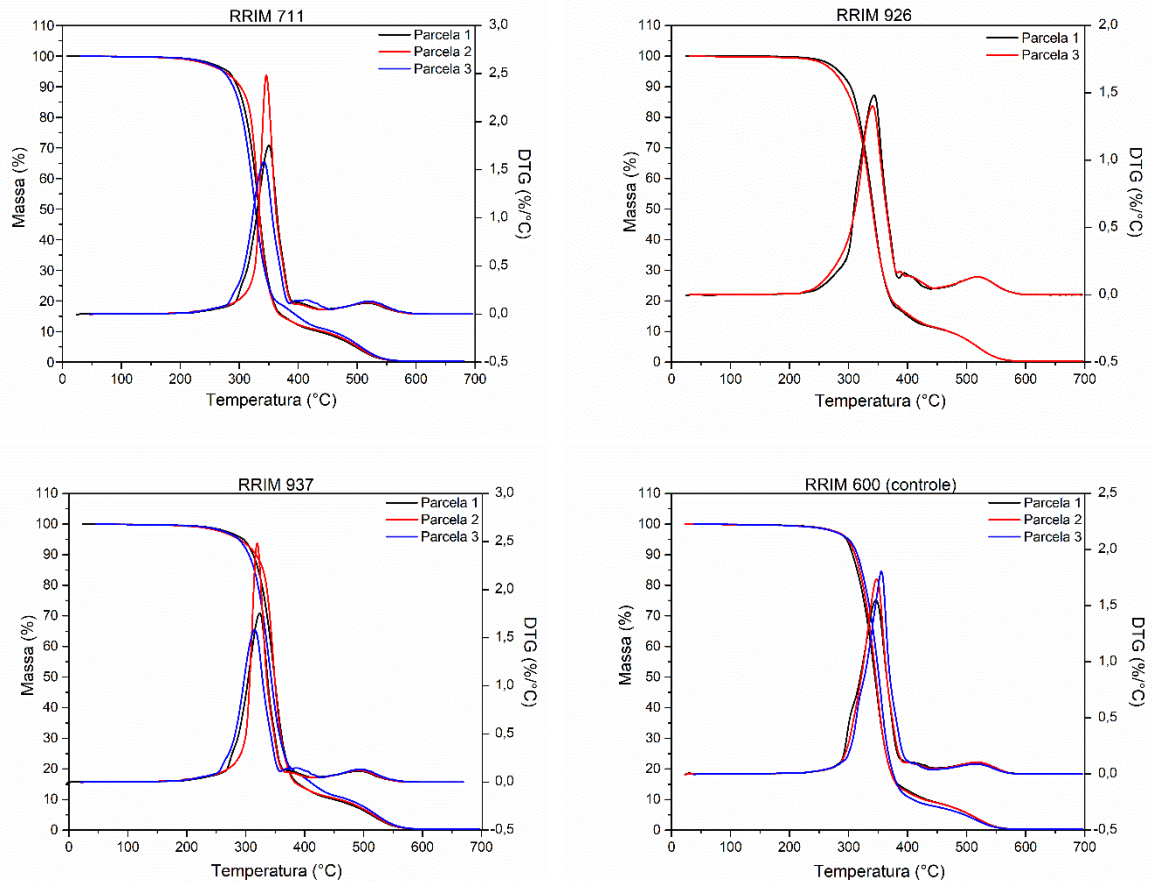 RRIM 711
110
100
90
80
70
60
50
40
30
20
10
0
Massa (%)
3,0
2,5
2,0
1,5
1,0
0,5
0,0
-0,5
DTG (%/°C)
Parcela 1
Parcela 2
Parcela 3
0 100 200 300 400 500 600 700
Temperatura (°C)
RRIM 926
110
100
90
80
70
60
50
40
30
20
10
0
Massa (%)
2,0
1,5
1,0
0,5
0,0
-0,5
DTG (%/°C)
Parcela 1
Parcela 3
0 100 200 300 400 500 600 700
Temperatura (°C)
RRIM 937
110
100
90
80
70
60
50
40
30
20
10
0
Massa (%)
3,0
2,5
2,0
1,5
1,0
0,5
0,0
-0,5
DTG (%/°C)
Parcela 1
Parcela 2
Parcela 3
0 100 200 300 400 500 600 700
Temperatura (°C)
RRIM 600 (controle)
110
100
90
80
70
60
50
40
30
20
10
0
Massa (%)
2,5
2,0
1,5
1,0
0,5
0,0
-0,5
DTG (%/°C)
Parcela 1
Parcela 2
Parcela 3
0 100 200 300 400 500 600 700
Temperatura (°C)